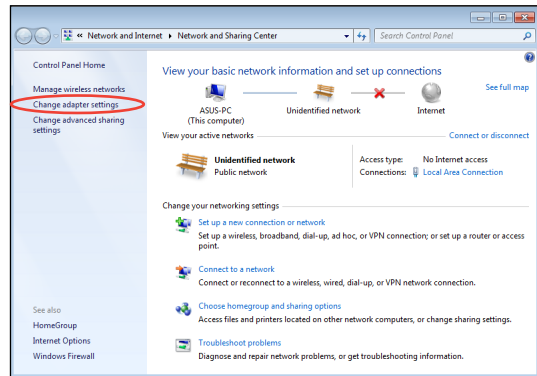 « Network and Internet ▸ Network and Sharing Center
Search Control Panel
Control Panel Home
Manage wireless networks
Change adapter settings
Change advanced sharing
settings
See also
HomeGroup
Internet Options
Windows Firewall
View your basic network information and set up connections
See full map
ASUS-PC
(This computer)
Unidentified network
Internet
View your active networks
Connect or disconnect
Unidentified network
Public network
Access type: No Internet access
Connections: Local Area Connection
Change your networking settings
Set up a new connection or network
Set up a wireless, broadband, dial-up, ad hoc, or VPN connection; or set up a router or access
point.
Connect to a network
Connect or reconnect to a wireless, wired, dial-up, or VPN network connection.
Choose homegroup and sharing options
Access files and printers located on other network computers, or change sharing settings.
Troubleshoot problems
Diagnose and repair network problems, or get troubleshooting information.